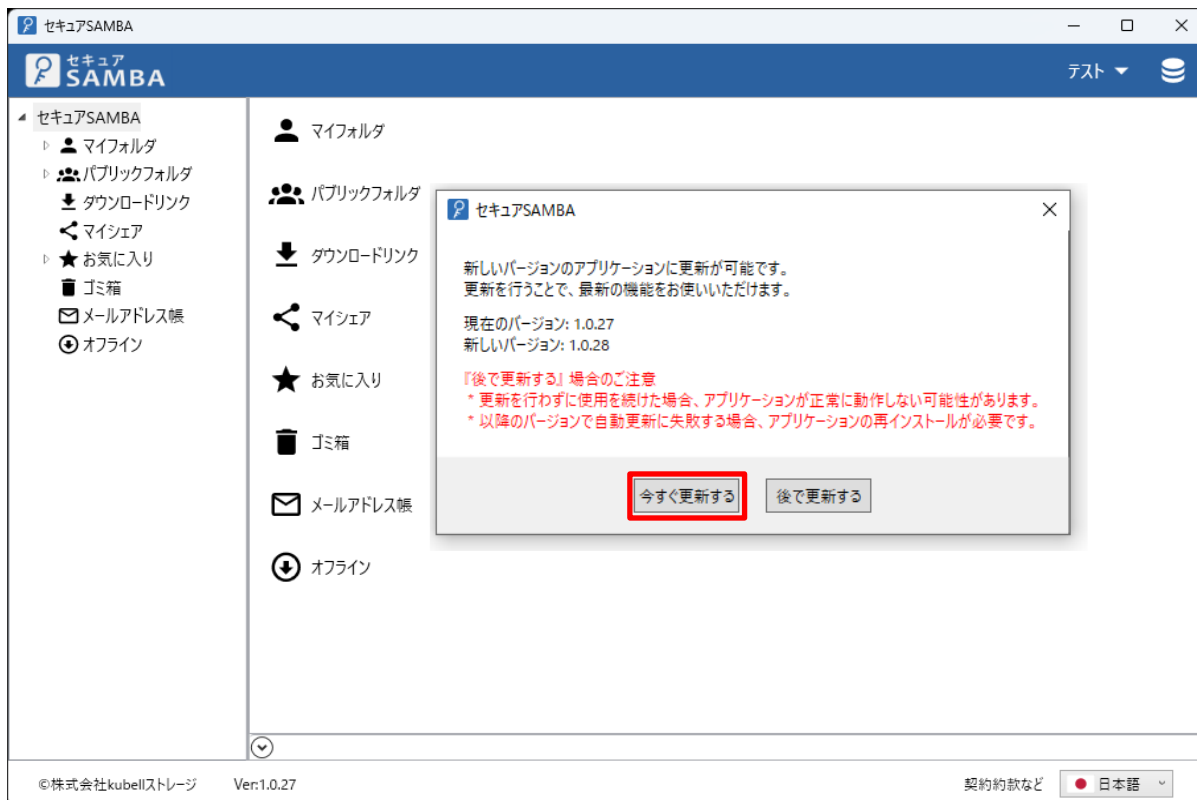 セキュアSAMBA
セキュア
SAMBA
テスト
セキュアSAMBA
マイフォルダ
パブリックフォルダ
ダウンロードリンク
マイシェア
お気に入り
ゴミ箱
メールアドレス帳
オフライン
マイフォルダ
パブリックフォルダ
ダウンロードリンク
マイシェア
お気に入り
ゴミ箱
メールアドレス帳
オフライン
セキュアSAMBA
新しいバージョンのアプリケーションに更新が可能です。
更新を行うことで、最新の機能をお使いいただけます。
現在のバージョン: 1.0.27
新しいバージョン: 1.0.28
『後で更新する』場合のご注意
* 更新を行わずに使用を続けた場合、アプリケーションが正常に動作しない可能性があります。
* 以降のバージョンで自動更新に失敗する場合、アプリケーションの再インストールが必要です。
今すぐ更新する 後で更新する
©株式会社kubellストレージ Ver:1.0.27 契約約款など 日本語